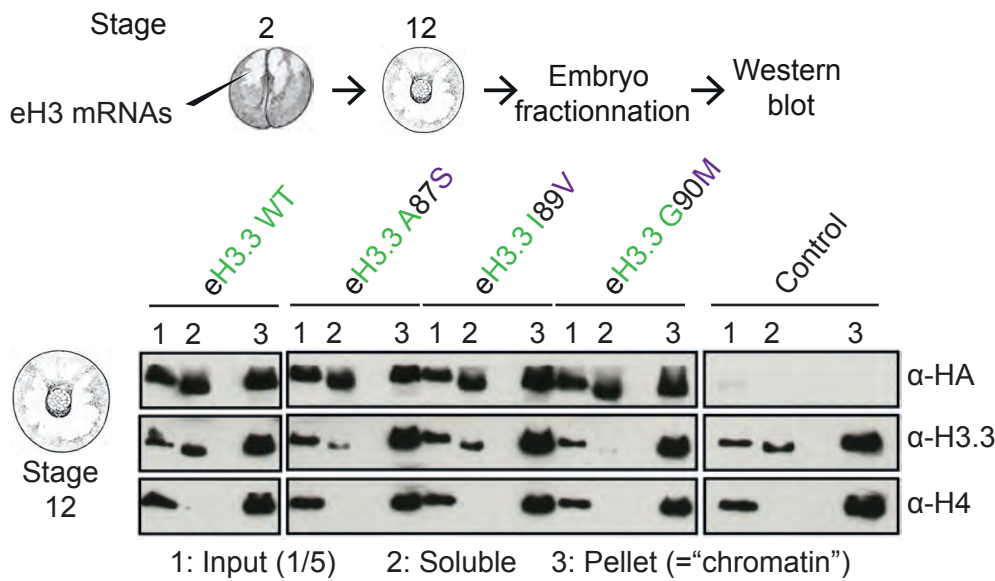 Stage 2 12
eH3 mRNAs
Embryo
fractionnation
Western
blot
eH3.3 WT
eH3.3 A87S
eH3.3 I89V
eH3.3 G90M
Control
1 2 3 1 2 3 1 2 3 1 2 3 1 2 3
α-HA
α-H3.3
α-H4
Stage
12
1: Input (1/5) 2: Soluble 3: Pellet (=“chromatin”)